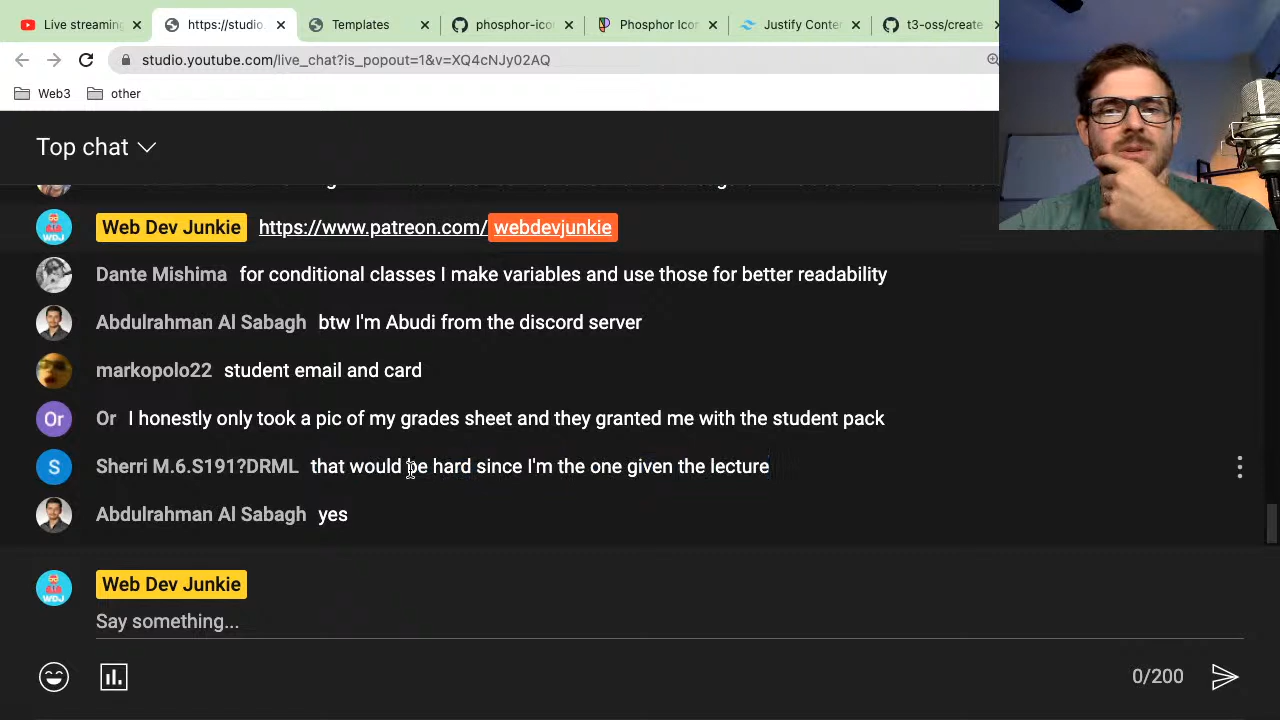 Live streaming
https://studio.
Templates
phosphor-ico
Phosphor Ico
Justify Conte
t3-oss/create
studio.youtube.com/live_chat?is_popout=1&v=XQ4cNJy02AQ
Web3
other
Top chat
Web Dev Junkie https://www.patreon.com/webdevjunkie
Dante Mishima for conditional classes I make variables and use those for better readability
Abdulrahman Al Sabagh btw I'm Abudi from the discord server
markopolo22 student email and card
Or Or I honestly only took a pic of my grades sheet and they granted me with the student pack
S Sherri M.6.S191?DRML that would be hard since I'm the one given the lecture
Abdulrahman Al Sabagh yes
WDJ Web Dev Junkie
Say something...
0/200